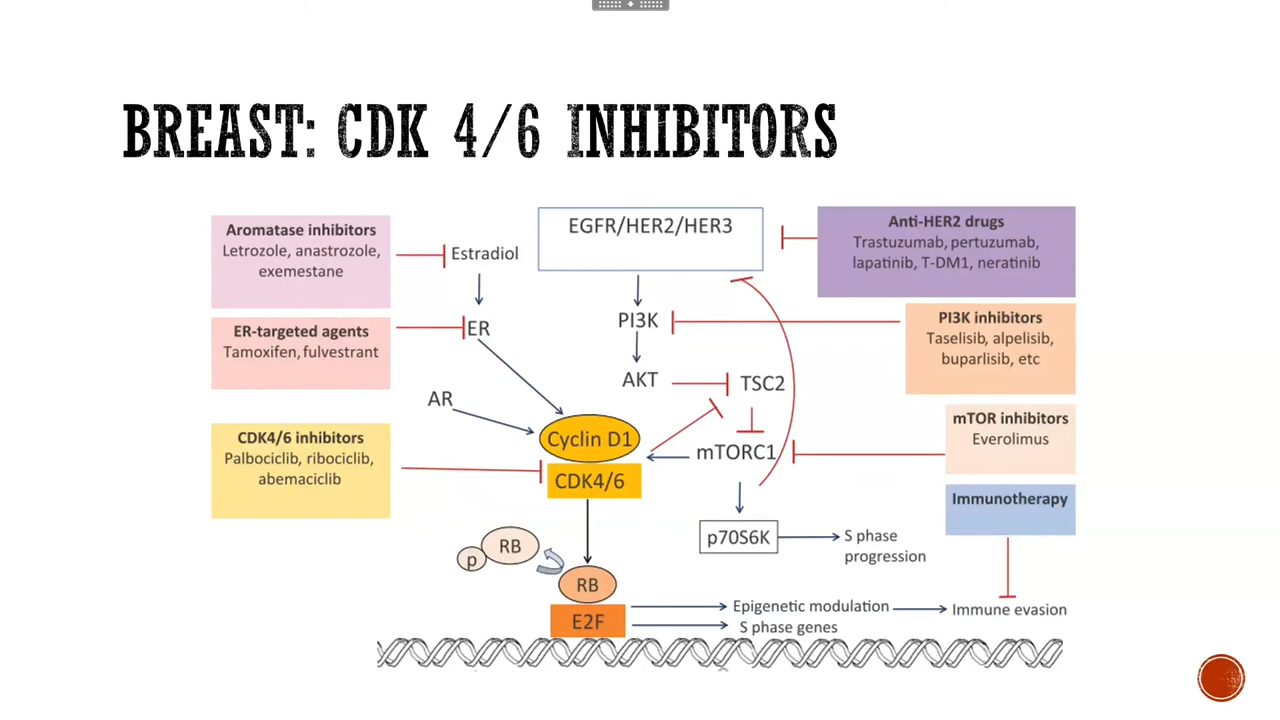 BREAST: CDK 4/6 INHIBITORS
Aromatase inhibitors
Letrozole, anastrozole,
exemestane
Estradiol
EGFR/HER2/HER3
Anti-HER2 drugs
Trastuzumab, pertuzumab,
lapatinib, T-DM1, neratinib
ER-targeted agents
Tamoxifen, fulvestrant
ER
PI3K
PI3K inhibitors
Taselisib, alpelisib,
buparlisib, etc
AKT
TSC2
AR
CDK4/6 inhibitors
Palbociclib, ribociclib,
abemaciclib
Cyclin D1
CDK4/6
mTORC1
mTOR inhibitors
Everolimus
Immunotherapy
p70S6K
S phase
progression
RB
p
RB
E2F
Epigenetic modulation
Immune evasion
S phase genes